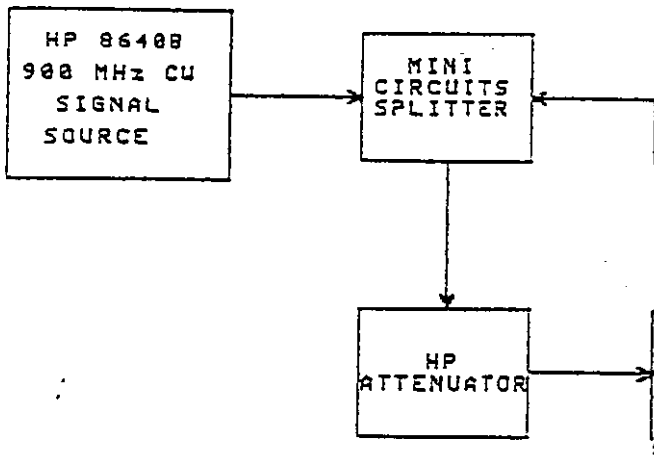 HP 8640B
900 MHz CW
SIGNAL
SOURCE
MINI
CIRCUITS
SPLITTER
HP
ATTENUATOR